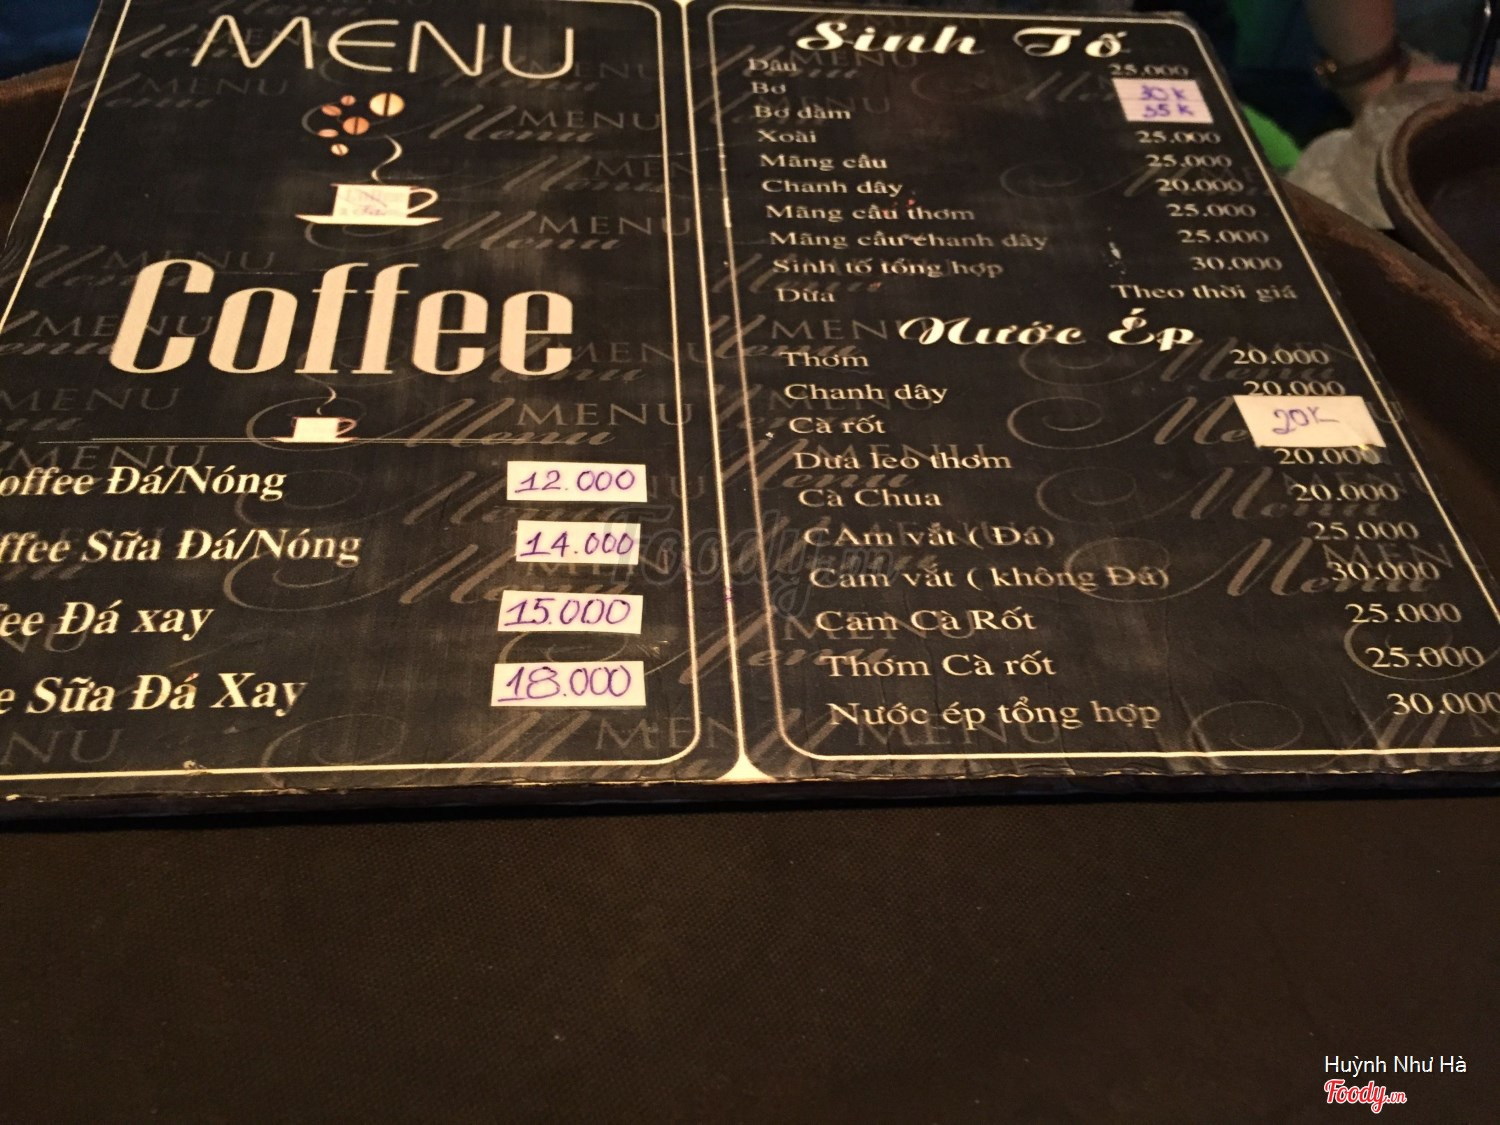 MENU
Coffee
offee Đá/Nóng 12.000
ffee Sữa Đá/Nóng 14.000
fee Đá xay 15.000
e Sữa Đá Xay 18.000
Sinh Tố
Dâu 25.000
Bơ 30K
Bơ dầm 35K
Xoài 25.000
Mãng cầu 25.000
Chanh dây 20.000
Mãng cầu thơm 25.000
Mãng cầu chanh dây 25.000
Sinh tố tổng hợp 30.000
Dừa Theo thời giá
Nước Ép
Thơm 20.000
Chanh dây 20.000
Cà rốt 20K
Dưa leo thơm 20.000
Cà Chua 20.000
CAm vắt ( Đá) 25.000
Cam vắt ( không Đá) 30.000
Cam Cà Rốt 25.000
Thơm Cà rốt 25.000
Nước ép tổng hợp 30.000
Foody.vn
Huỳnh Như Hà
Foody.vn